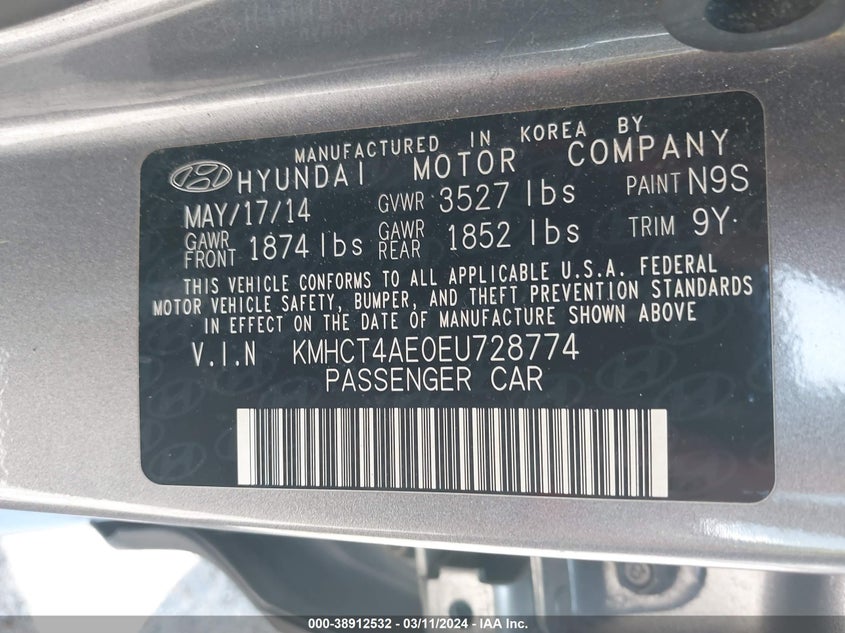 MANUFACTURED IN KOREA BY
HYUNDAI MOTOR COMPANY
MAY/17/14 GVWR 3527 lbs PAINT N9S
GAWR FRONT 1874 lbs GAWR REAR 1852 lbs TRIM 9Y
THIS VEHICLE CONFORMS TO ALL APPLICABLE U.S.A. FEDERAL
MOTOR VEHICLE SAFETY, BUMPER, AND THEFT PREVENTION STANDARDS
IN EFFECT ON THE DATE OF MANUFACTURE SHOWN ABOVE
V.I.N KMHCT4AE0EU728774
PASSENGER CAR
000-38912532 - 03/11/2024 - IAA Inc.